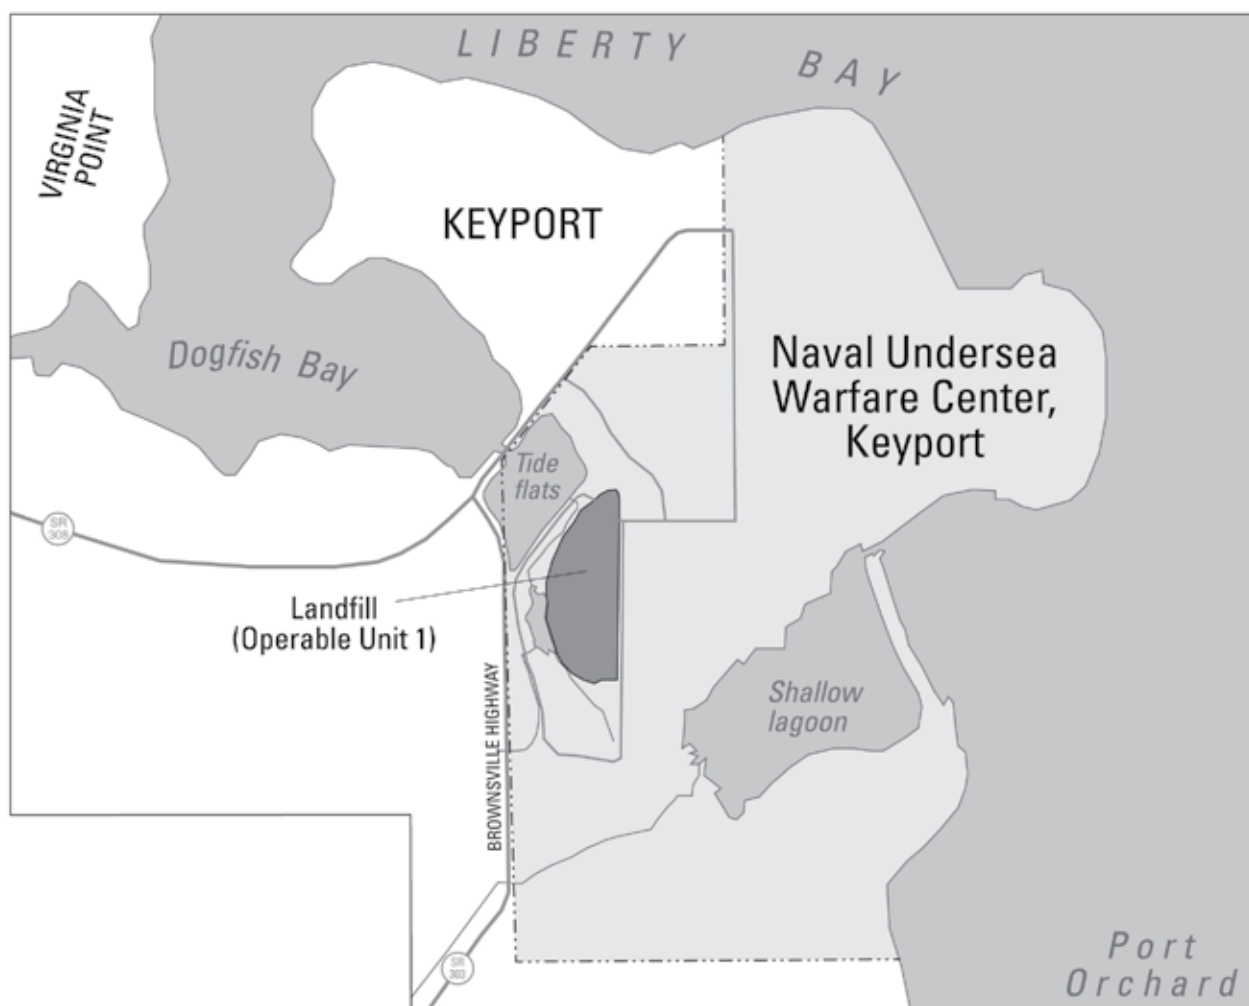 LIBERTY BAY
VIRGINIA
POINT
KEYPORT
Dogfish Bay
Naval Undersea
Warfare Center,
Keyport
Tide
flats
SR
308
Landfill
(Operable Unit 1)
BROWNSVILLE HIGHWAY
Shallow
lagoon
SR
303
Port
Orchard